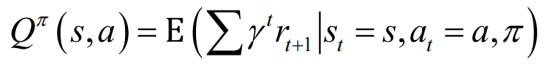 Q^π (s,a) = E(∑γ^t r_{t+1} | s_t = s, a_t = a, π)